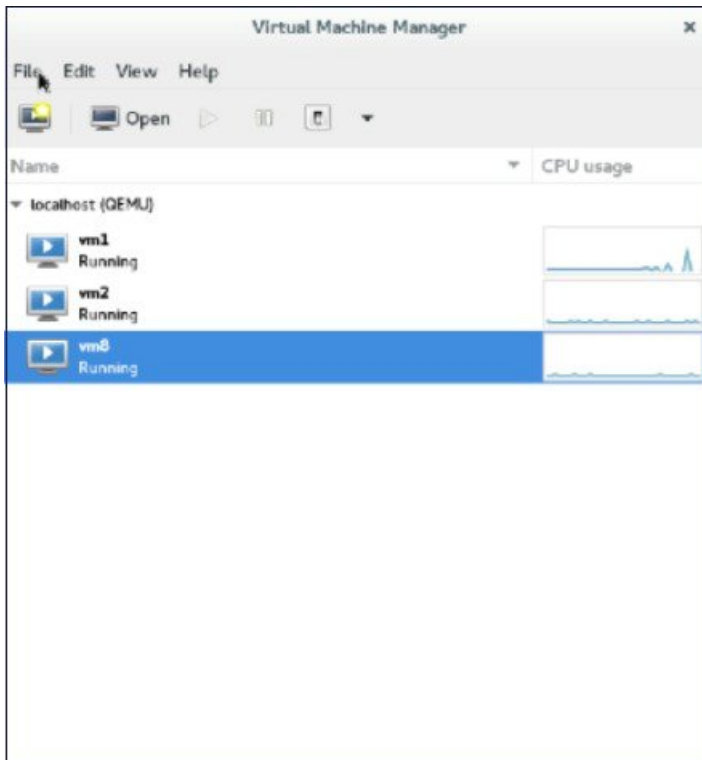 Virtual Machine Manager
File Edit View Help
Open
Name CPU usage
localhost (QEMU)
vm1
Running
vm2
Running
vm8
Running